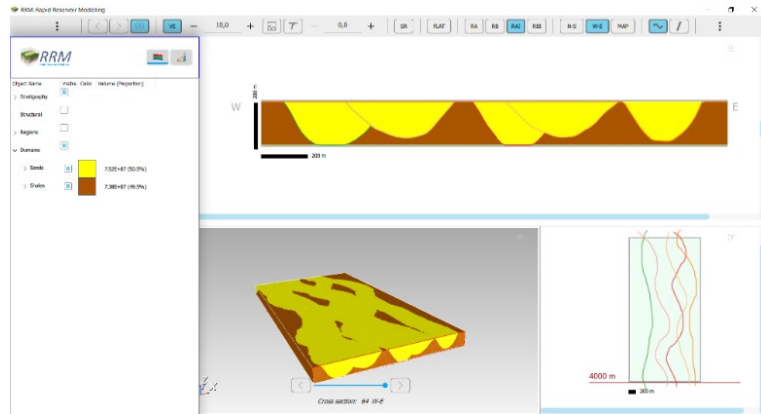 RRM Rapid Reservoir Modelling
VE − 10,0 + − 0,0 + SR FLAT RA RB RAI RBI N-S W-E MAP
RRM
Object Name Visible Color Volume (Proportion)
Stratigraphy
Structural
Regions
Domains
Sands 7.52E+07 (50.5%)
Shales 7.38E+07 (49.5%)
W E
200 m
Cross section: 64 W-E
4000 m
300 m